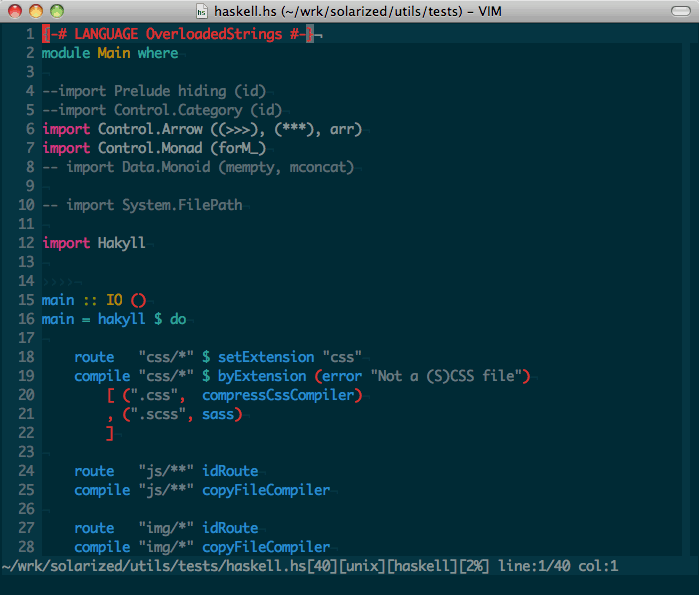 haskell.hs (~/wrk/solarized/utils/tests) – VIM
1 {-# LANGUAGE OverloadedStrings #-}¬
2 module Main where¬
3 ¬
4 --import Prelude hiding (id)¬
5 --import Control.Category (id)¬
6 import Control.Arrow ((>>>), (***), arr)¬
7 import Control.Monad (forM_)¬
8 -- import Data.Monoid (mempty, mconcat)¬
9 ¬
10 -- import System.FilePath¬
11 ¬
12 import Hakyll¬
13 ¬
14 >>>>¬
15 main :: IO ()¬
16 main = hakyll $ do¬
17 ¬
18     route   "css/*" $ setExtension "css"¬
19     compile "css/*" $ byExtension (error "Not a (S)CSS file")¬
20         [ (".css",  compressCssCompiler)¬
21         , (".scss", sass)¬
22         ]¬
23 ¬
24     route   "js/**" idRoute¬
25     compile "js/**" copyFileCompiler¬
26 ¬
27     route   "img/*" idRoute¬
28     compile "img/*" copyFileCompiler¬
~/wrk/solarized/utils/tests/haskell.hs[40][unix][haskell][2%] line:1/40 col:1